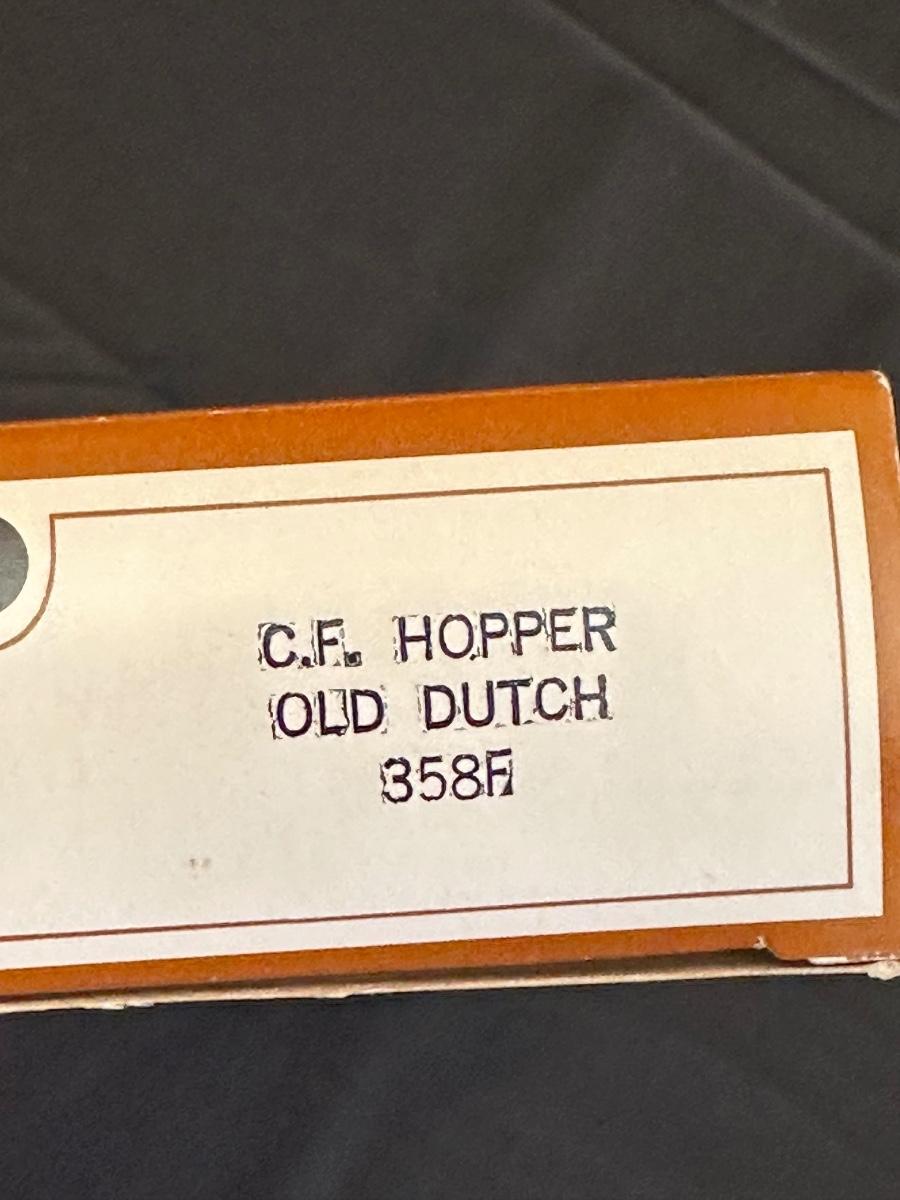 C.F. HOPPER
OLD DUTCH
358F